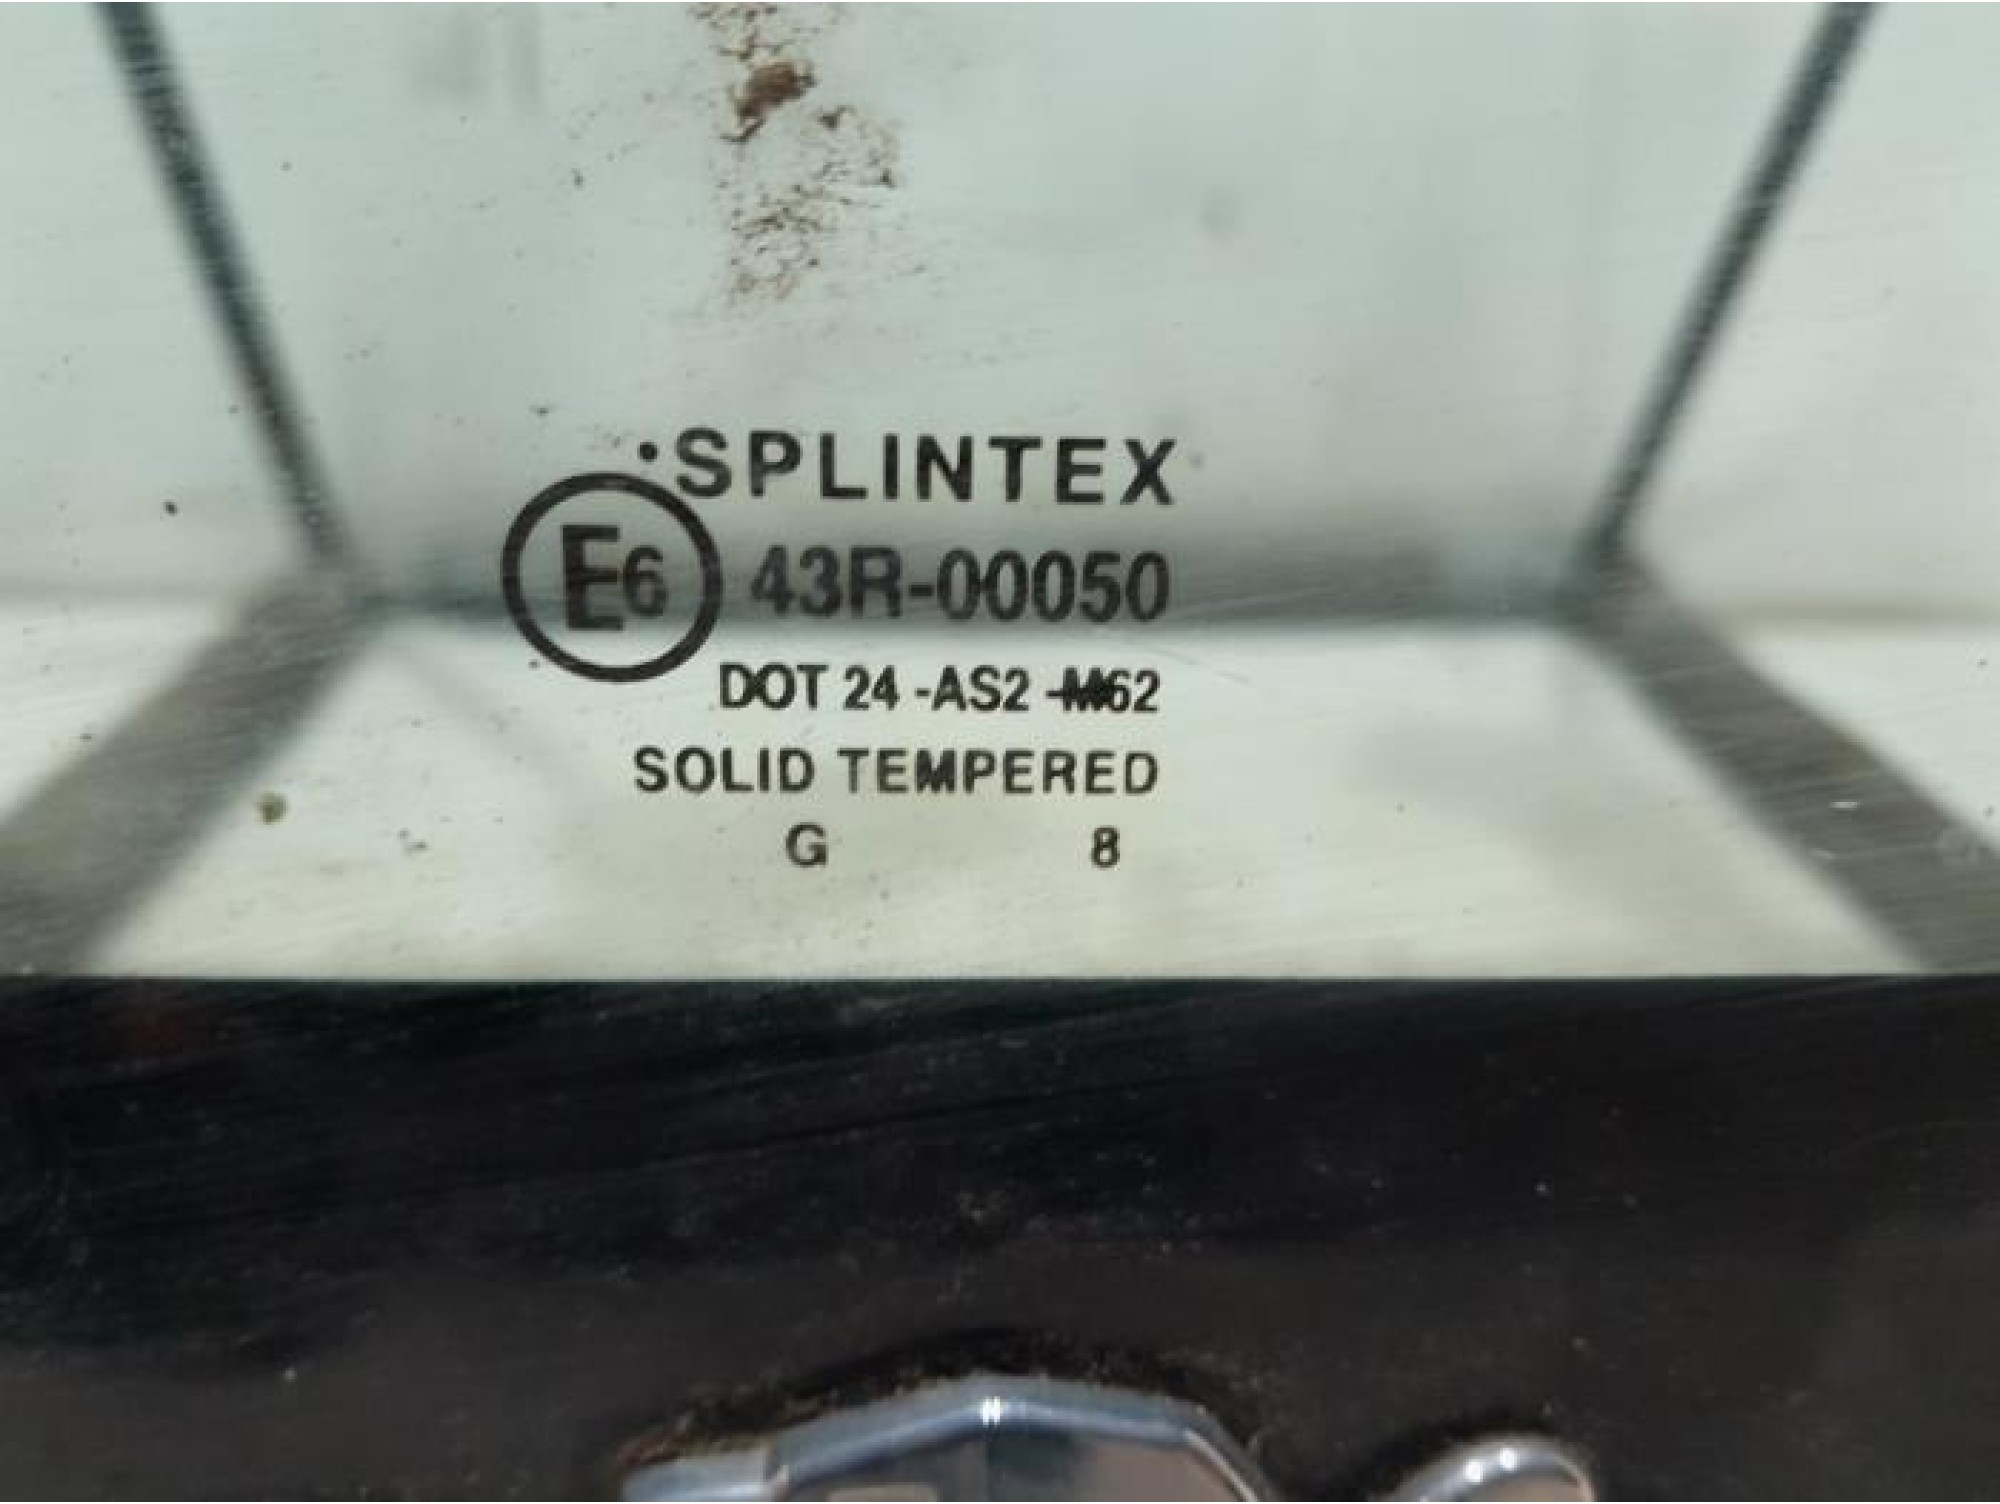 ·SPLINTEX
E6 43R-00050
DOT 24 -AS2 -M62
SOLID TEMPERED
G 8